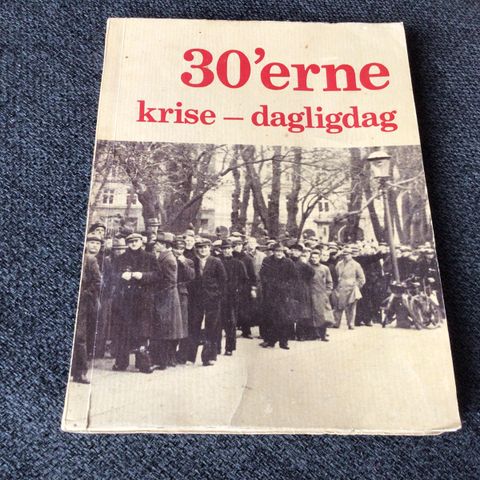 30’erne
krise – dagligdag